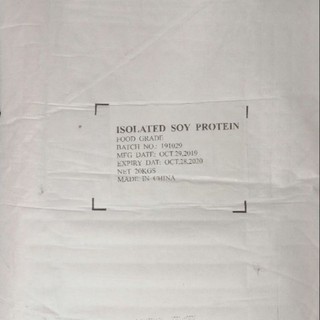 ISOLATED SOY PROTEIN
FOOD GRADE
BATCH NO.: 191029
MFG DATE: OCT.29,2019
EXPIRY DAT: OCT.28,2020
NET 20KGS
MADE IN CHINA